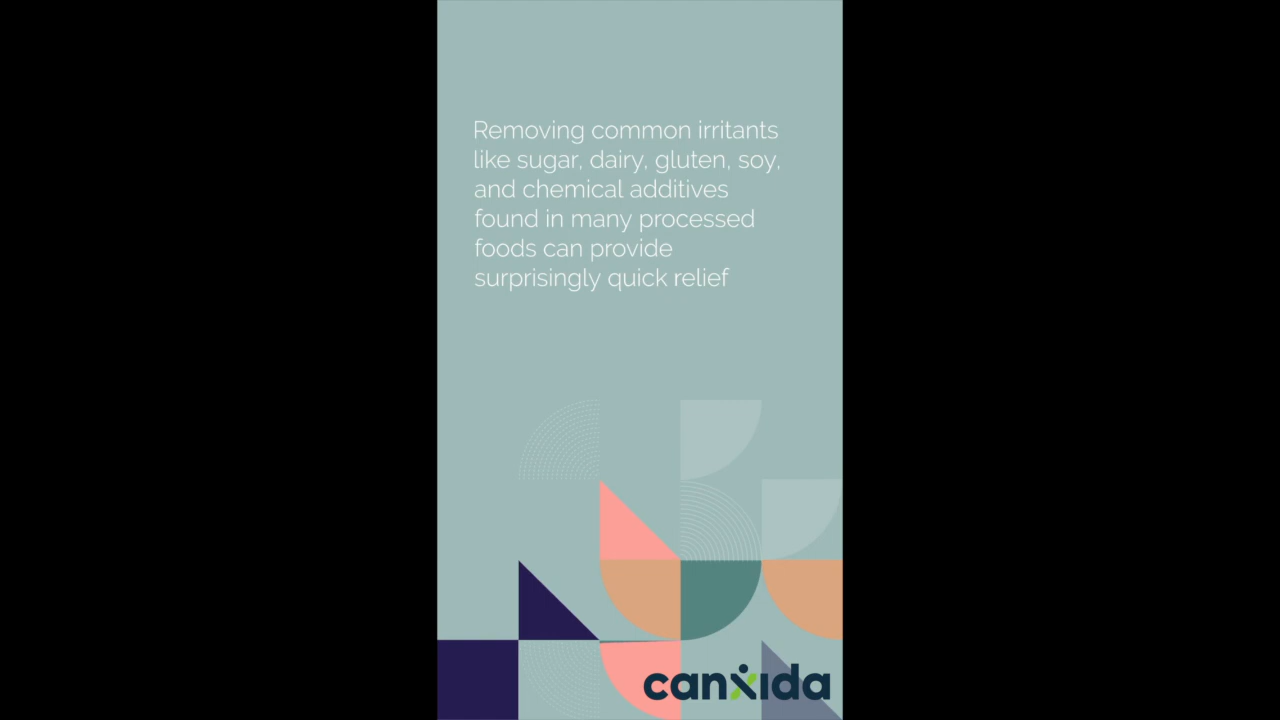 Removing common irritants
like sugar, dairy, gluten, soy,
and chemical additives
found in many processed
foods can provide
surprisingly quick relief
canxida